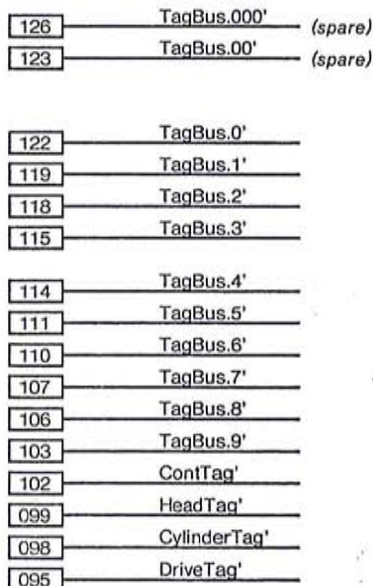 126 TagBus.000' (spare)
123 TagBus.00' (spare)
122 TagBus.0'
119 TagBus.1'
118 TagBus.2'
115 TagBus.3'
114 TagBus.4'
111 TagBus.5'
110 TagBus.6'
107 TagBus.7'
106 TagBus.8'
103 TagBus.9'
102 ContTag'
099 HeadTag'
098 CylinderTag'
095 DriveTag'